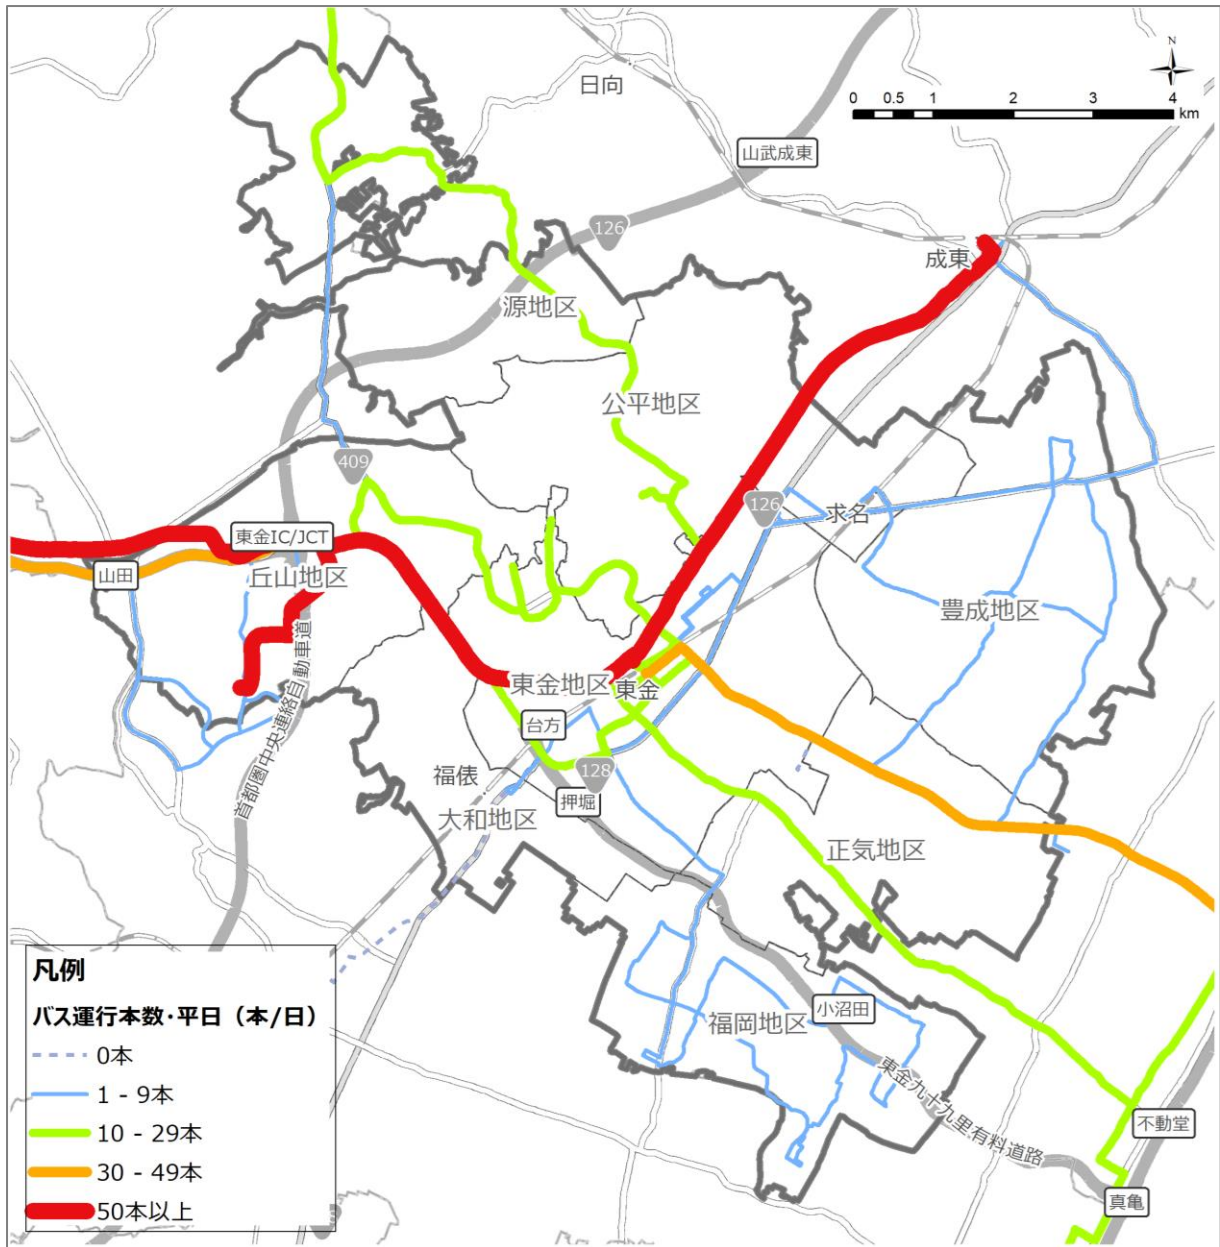 N
日向
0 0.5 1 2 3 4
km
山武成東
126
成東
源地区
公平地区
409
126
求名
東金IC/JCT
山田
丘山地区
豊成地区
首都圏中央連絡自動車道
東金地区
東金
台方
福俵
128
押堀
大和地区
正気地区
小沼田
福岡地区
東金九十九里有料道路
不動堂
真亀
凡例
バス運行本数・平日（本/日）
0本
1 - 9本
10 - 29本
30 - 49本
50本以上